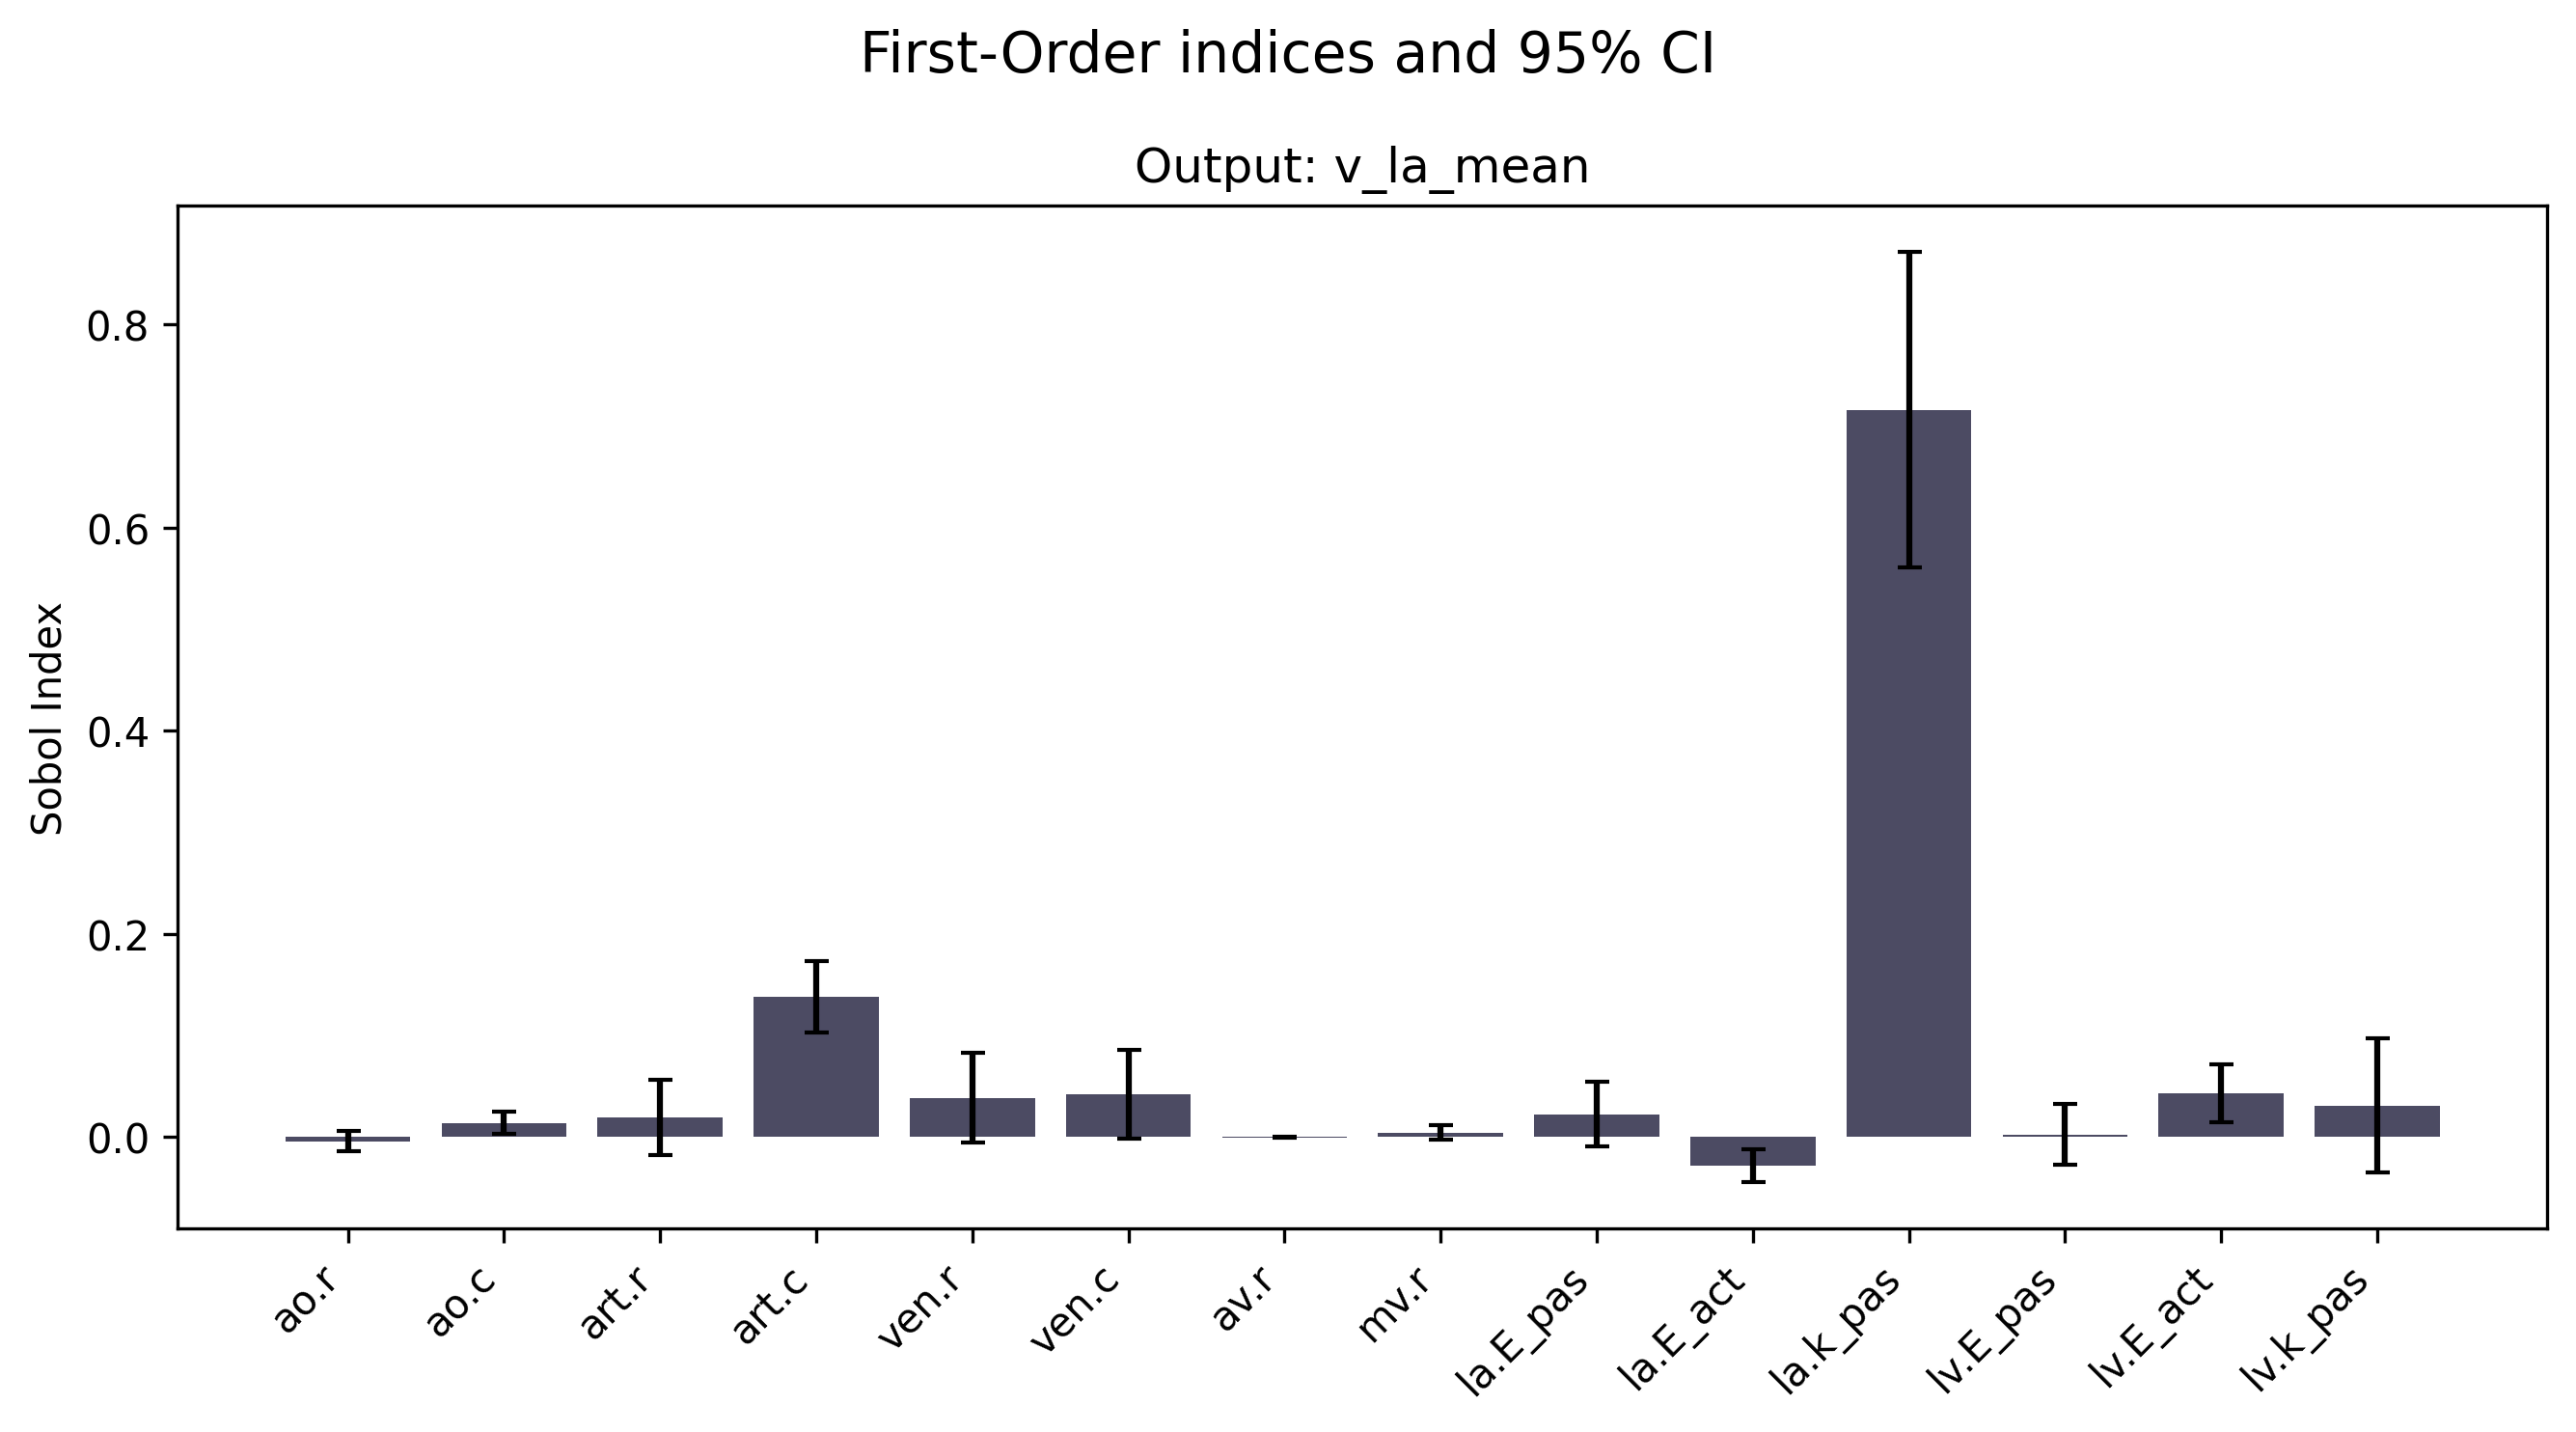 First-Order indices and 95% CI
Output: v_la_mean
Sobol Index
0.8
0.6
0.4
0.2
0.0
ao.r
ao.c
art.r
art.c
ven.r
ven.c
av.r
mv.r
la.E_pas
la.E_act
la.k_pas
lv.E_pas
lv.E_act
lv.k_pas